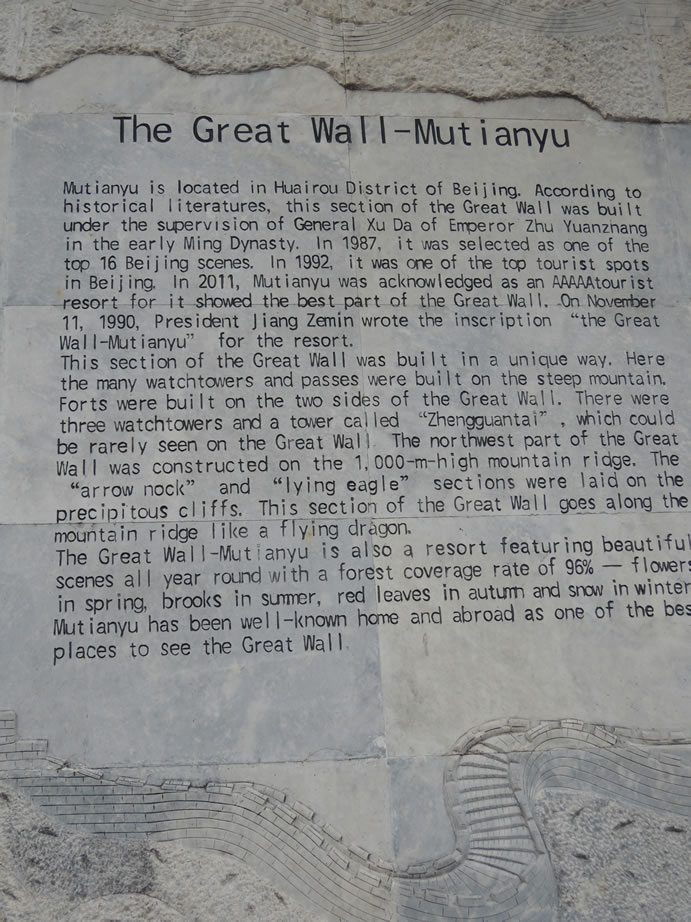 The Great Wall-Mutianyu
Mutianyu is located in Huairou District of Beijing. According to
historical literatures, this section of the Great Wall was built
under the supervision of General Xu Da of Emperor Zhu Yuanzhang
in the early Ming Dynasty. In 1987, it was selected as one of the
top 16 Beijing scenes. In 1992, it was one of the top tourist spots
in Beijing. In 2011, Mutianyu was acknowledged as an AAAAAtourist
resort for it showed the best part of the Great Wall. On November
11, 1990, President Jiang Zemin wrote the inscription "the Great
Wall-Mutianyu" for the resort.
This section of the Great Wall was built in a unique way. Here
the many watchtowers and passes were built on the steep mountain.
Forts were built on the two sides of the Great Wall. There were
three watchtowers and a tower called "Zhengguantai", which could
be rarely seen on the Great Wall. The northwest part of the Great
Wall was constructed on the 1,000-m-high mountain ridge. The
"arrow nock" and "lying eagle" sections were laid on the
precipitous cliffs. This section of the Great Wall goes along the
mountain ridge like a flying dragon.
The Great Wall-Mutianyu is also a resort featuring beautiful
scenes all year round with a forest coverage rate of 96% — flowers
in spring, brooks in summer, red leaves in autumn and snow in winter
Mutianyu has been well-known home and abroad as one of the bes
places to see the Great Wall.